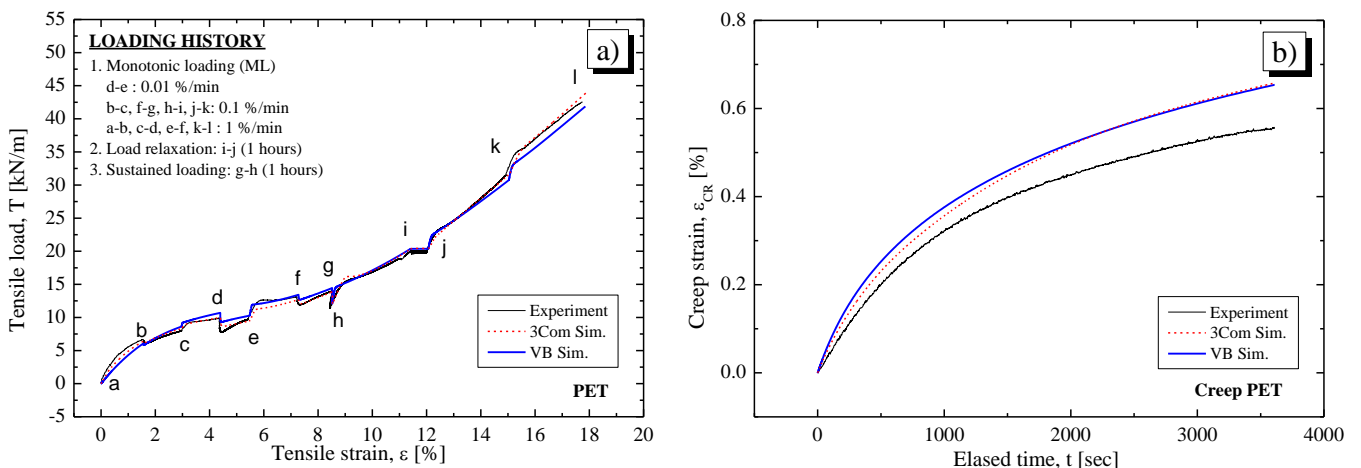 LOADING HISTORY
1. Monotonic loading (ML)
d-e : 0.01 %/min
b-c, f-g, h-i, j-k: 0.1 %/min
a-b, c-d, e-f, k-l : 1 %/min
2. Load relaxation: i-j (1 hours)
3. Sustained loading: g-h (1 hours)
a)
l
k
i
j
g
f
h
d
e
b
c
a
Experiment
3Com Sim.
VB Sim.
PET
55
50
45
40
35
30
25
20
15
10
5
0
-5
Tensile load, T [kN/m]
0 2 4 6 8 10 12 14 16 18 20
Tensile strain, ε [%]
b)
0.8
0.6
0.4
0.2
0.0
-0.2
Creep strain, ε_CR [%]
Experiment
3Com Sim.
VB Sim.
Creep PET
0 1000 2000 3000 4000
Elased time, t [sec]